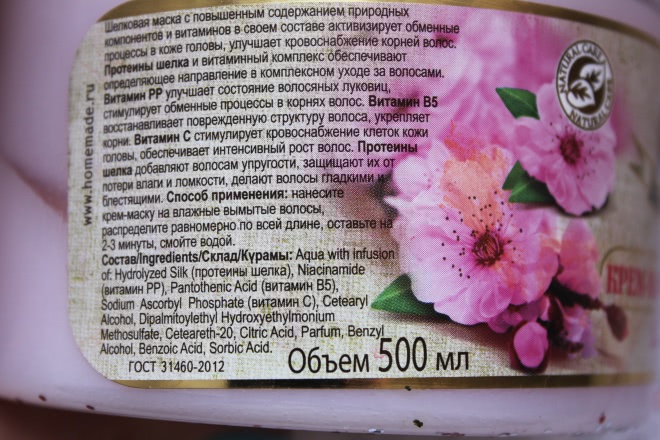 Шелковая маска с повышенным содержанием природных
компонентов и витаминов в своем составе активизирует обменные
процессы в коже головы, улучшает кровоснабжение корней волос.
Протеины шелка и витаминный комплекс обеспечивают
определяющее направление в комплексном уходе за волосами.
Витамин РР улучшает состояние волосяных луковиц,
стимулирует обменные процессы в корнях волос. Витамин В5
восстанавливает поврежденную структуру волоса, укрепляет
корни. Витамин С стимулирует кровоснабжение клеток кожи
головы, обеспечивает интенсивный рост волос. Протеины
шелка добавляют волосам упругости, защищают их от
потери влаги и ломкости, делают волосы гладкими и
блестящими. Способ применения: нанесите
крем-маску на влажные вымытые волосы,
распределите равномерно по всей длине, оставьте на
2-3 минуты, смойте водой.
Состав/Ingredients/Склад/Құрамы: Aqua with infusion
of: Hydrolyzed Silk (протеины шелка), Niacinamide
(витамин РР), Pantothenic Acid (витамин В5),
Sodium Ascorbyl Phosphate (витамин С), Cetearyl
Alcohol, Dipalmitoylethyl Hydroxyethylmonium
Methosulfate, Ceteareth-20, Citric Acid, Parfum, Benzyl
Alcohol, Benzoic Acid, Sorbic Acid.
ГОСТ 31460-2012
Объем 500 мл
www.homemade.ru
NATURAL CARE
NATURAL CARE
КРЕМ-